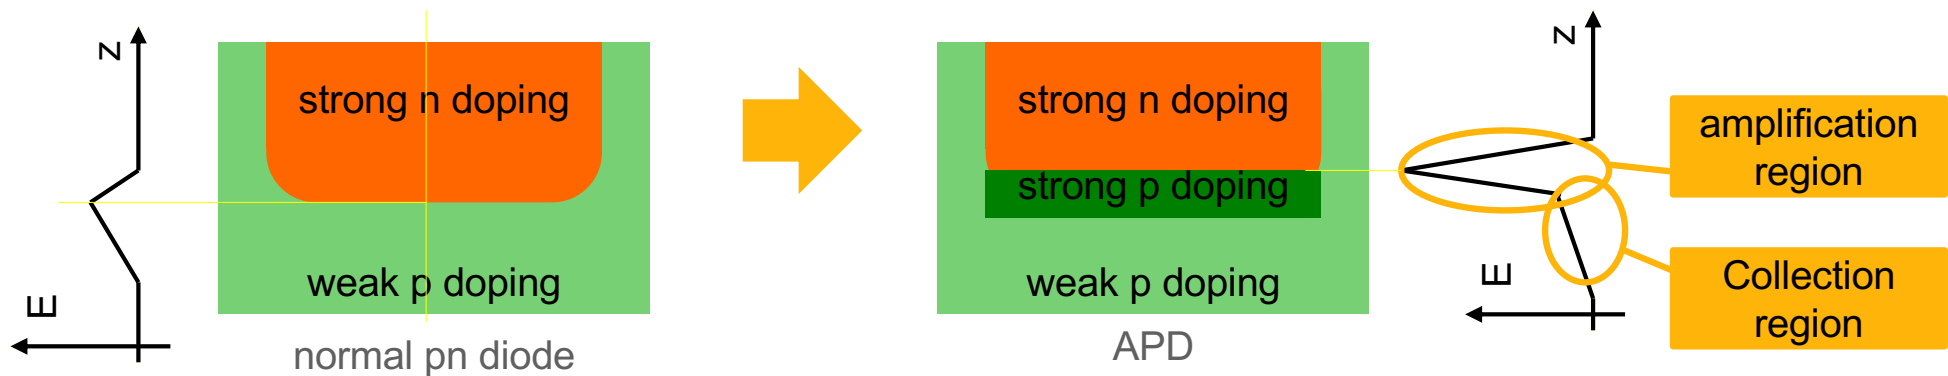 z
E
strong n doping
weak p doping
normal pn diode
strong n doping
strong p doping
weak p doping
APD
z
E
amplification
region
Collection
region